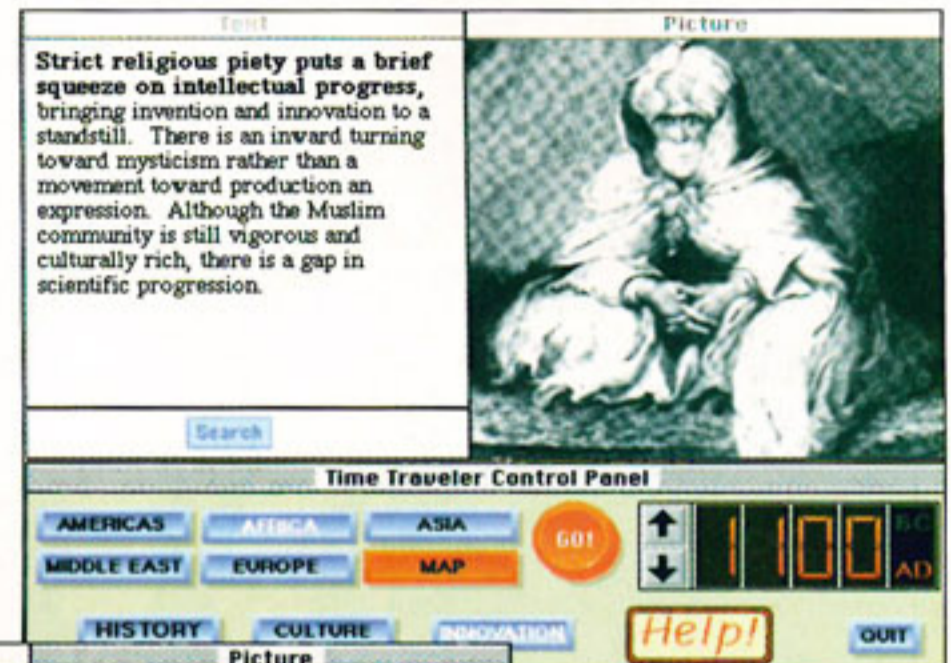 Text
Picture
Strict religious piety puts a brief
squeeze on intellectual progress,
bringing invention and innovation to a
standstill. There is an inward turning
toward mysticism rather than a
movement toward production an
expression. Although the Muslim
community is still vigorous and
culturally rich, there is a gap in
scientific progression.
Search
Time Traveler Control Panel
AMERICAS AFRICA ASIA
GO!
1100
BC
AD
MIDDLE EAST EUROPE MAP
HISTORY CULTURE INNOVATION
Help!
QUIT
Picture